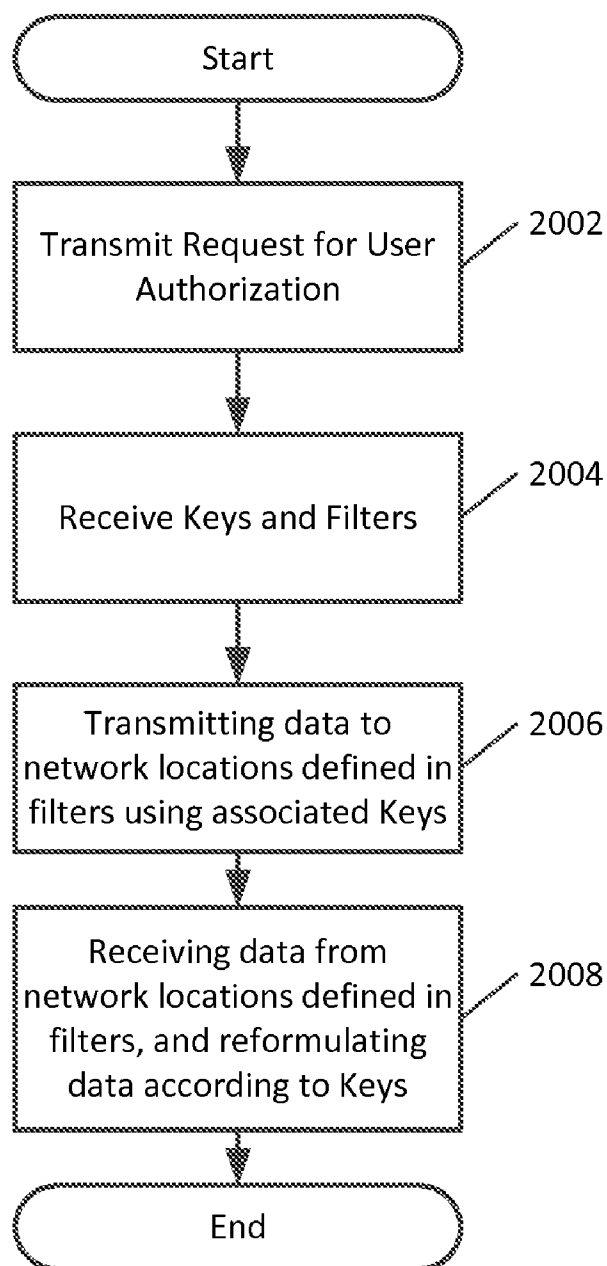 Start
Transmit Request for User
Authorization
2002
Receive Keys and Filters
2004
Transmitting data to
network locations defined in
filters using associated Keys
2006
Receiving data from
network locations defined in
filters, and reformulating
data according to Keys
2008
End